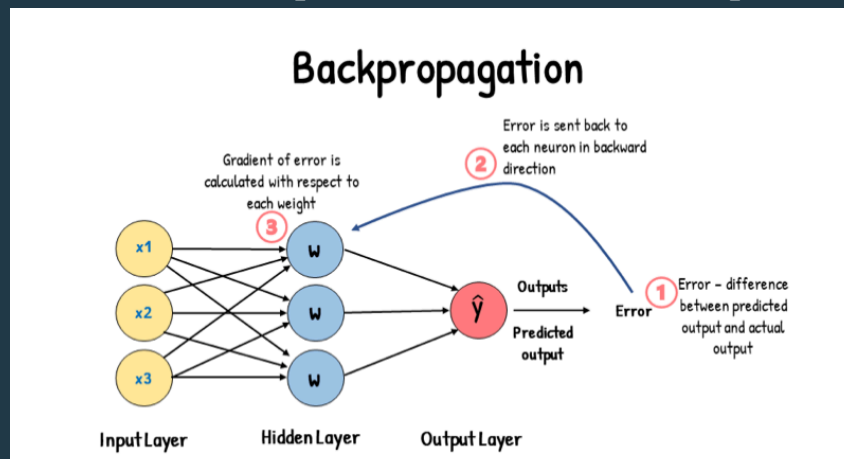 Backpropagation
Error is sent back to
each neuron in backward
direction
2
Gradient of error is
calculated with respect to
each weight
3
x1
x2
x3
w
w
w
ŷ
Outputs
Predicted
output
Error
1
Error - difference
between predicted
output and actual
output
Input Layer
Hidden Layer
Output Layer